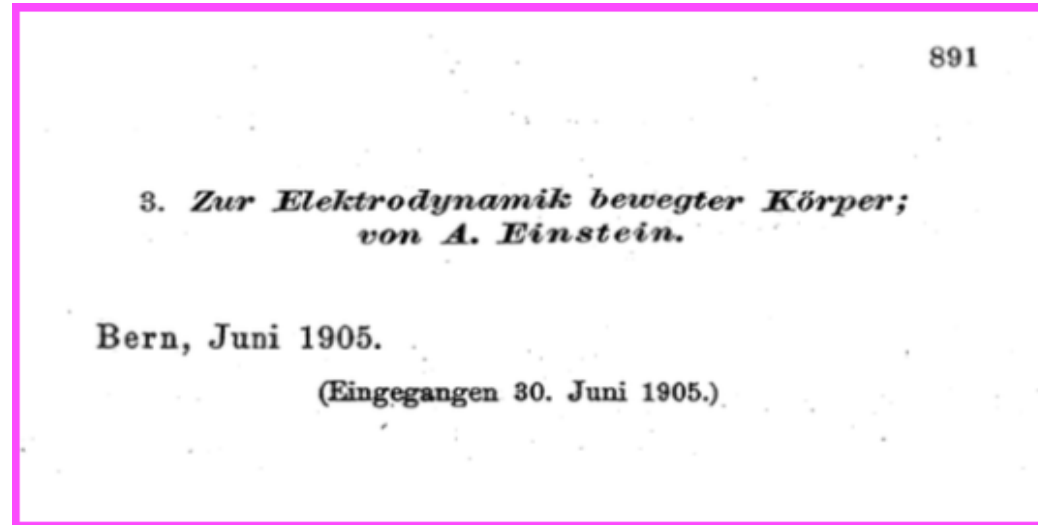 891
3. Zur Elektrodynamik bewegter Körper;
von A. Einstein.
Bern, Juni 1905.
(Eingegangen 30. Juni 1905.)